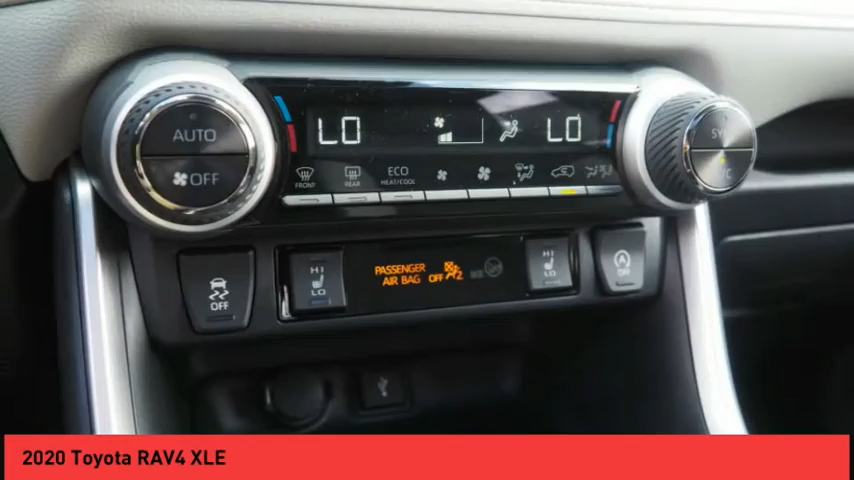 AUTO
OFF
LO
LO
FRONT
REAR
ECO
HEAT/COOL
OFF
HI
LO
PASSENGER
AIR BAG OFF
2
HI
LO
OFF
2020 Toyota RAV4 XLE